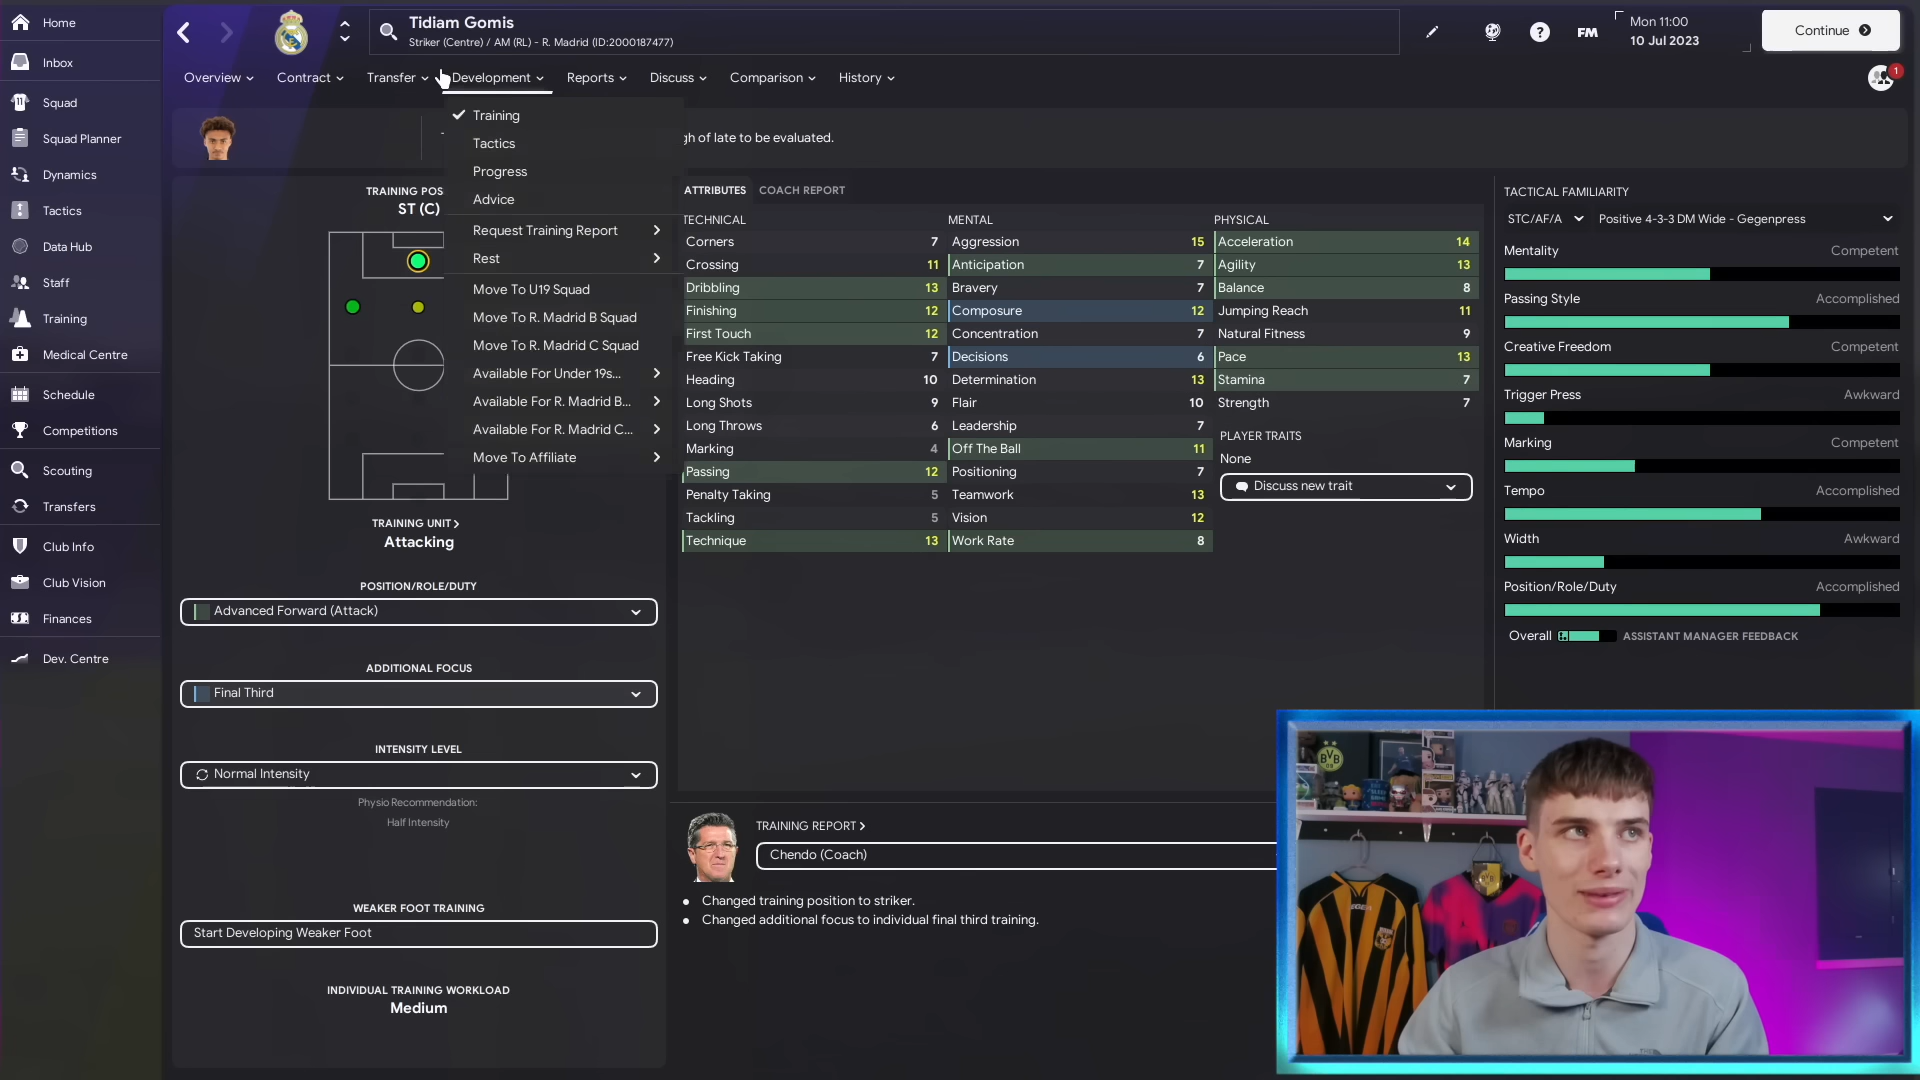 Home
Inbox
Squad
Squad Planner
Dynamics
Tactics
Data Hub
Staff
Training
Medical Centre
Schedule
Competitions
Scouting
Transfers
Club Info
Club Vision
Finances
Dev. Centre
Tidiam Gomis
Striker (Centre) / AM (RL) - R. Madrid (ID:2000187477)
FM
Mon 11:00
10 Jul 2023
Continue
Overview
Contract
Transfer
Development
Reports
Discuss
Comparison
History
1
Training
Tactics
Progress
Advice
Request Training Report
Rest
Move To U19 Squad
Move To R. Madrid B Squad
Move To R. Madrid C Squad
Available For Under 19s...
Available For R. Madrid B...
Available For R. Madrid C...
Move To Affiliate
gh of late to be evaluated.
TRAINING POS
ST (C)
TRAINING UNIT
Attacking
POSITION/ROLE/DUTY
Advanced Forward (Attack)
ADDITIONAL FOCUS
Final Third
INTENSITY LEVEL
Normal Intensity
Physio Recommendation:
Half Intensity
WEAKER FOOT TRAINING
Start Developing Weaker Foot
INDIVIDUAL TRAINING WORKLOAD
Medium
ATTRIBUTES COACH REPORT
TECHNICAL
Corners 7
Crossing 11
Dribbling 13
Finishing 12
First Touch 12
Free Kick Taking 7
Heading 10
Long Shots 9
Long Throws 6
Marking 4
Passing 12
Penalty Taking 5
Tackling 5
Technique 13
MENTAL
Aggression 15
Anticipation 7
Bravery 7
Composure 12
Concentration 7
Decisions 6
Determination 13
Flair 10
Leadership 7
Off The Ball 11
Positioning 7
Teamwork 13
Vision 12
Work Rate 8
PHYSICAL
Acceleration 14
Agility 13
Balance 8
Jumping Reach 11
Natural Fitness 9
Pace 13
Stamina 7
Strength 7
PLAYER TRAITS
None
Discuss new trait
TRAINING REPORT
Chendo (Coach)
Changed training position to striker.
Changed additional focus to individual final third training.
TACTICAL FAMILIARITY
STC/AF/A Positive 4-3-3 DM Wide - Gegenpress
Mentality Competent
Passing Style Accomplished
Creative Freedom Competent
Trigger Press Awkward
Marking Competent
Tempo Accomplished
Width Awkward
Position/Role/Duty Accomplished
Overall ASSISTANT MANAGER FEEDBACK
BVB
09